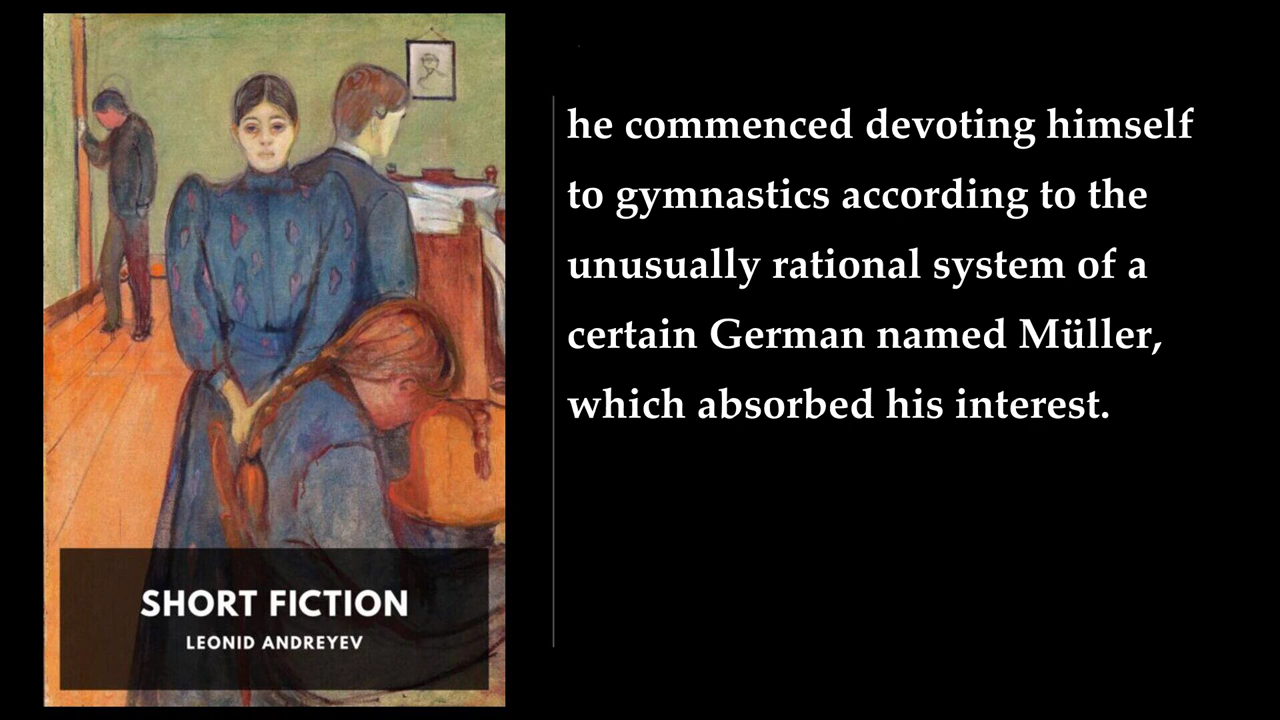 SHORT FICTION
LEONID ANDREYEV
he commenced devoting himself
to gymnastics according to the
unusually rational system of a
certain German named Müller,
which absorbed his interest.